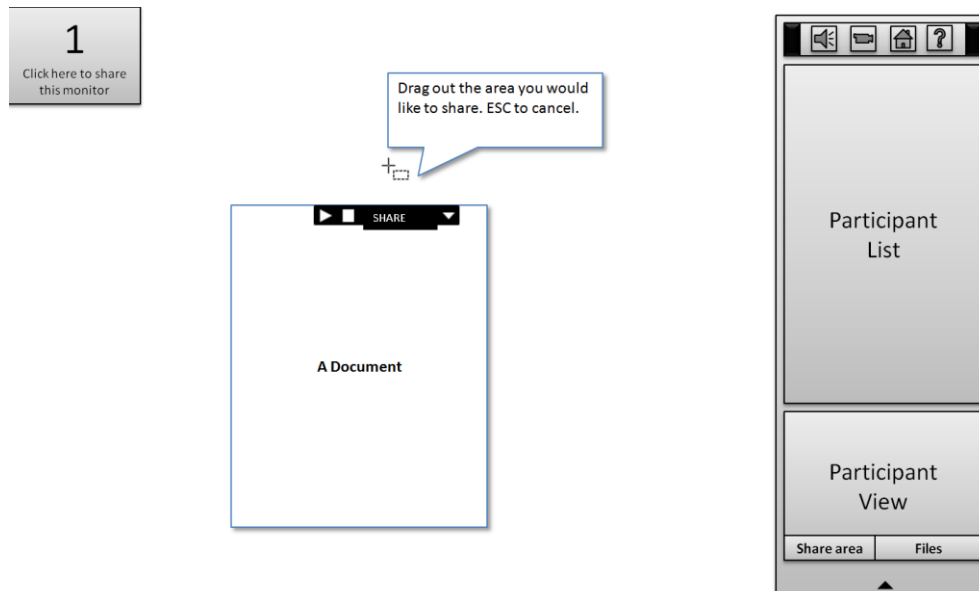 1
Click here to share
this monitor
Drag out the area you would
like to share. ESC to cancel.
?
SHARE
A Document
Participant
List
Participant
View
Share area
Files